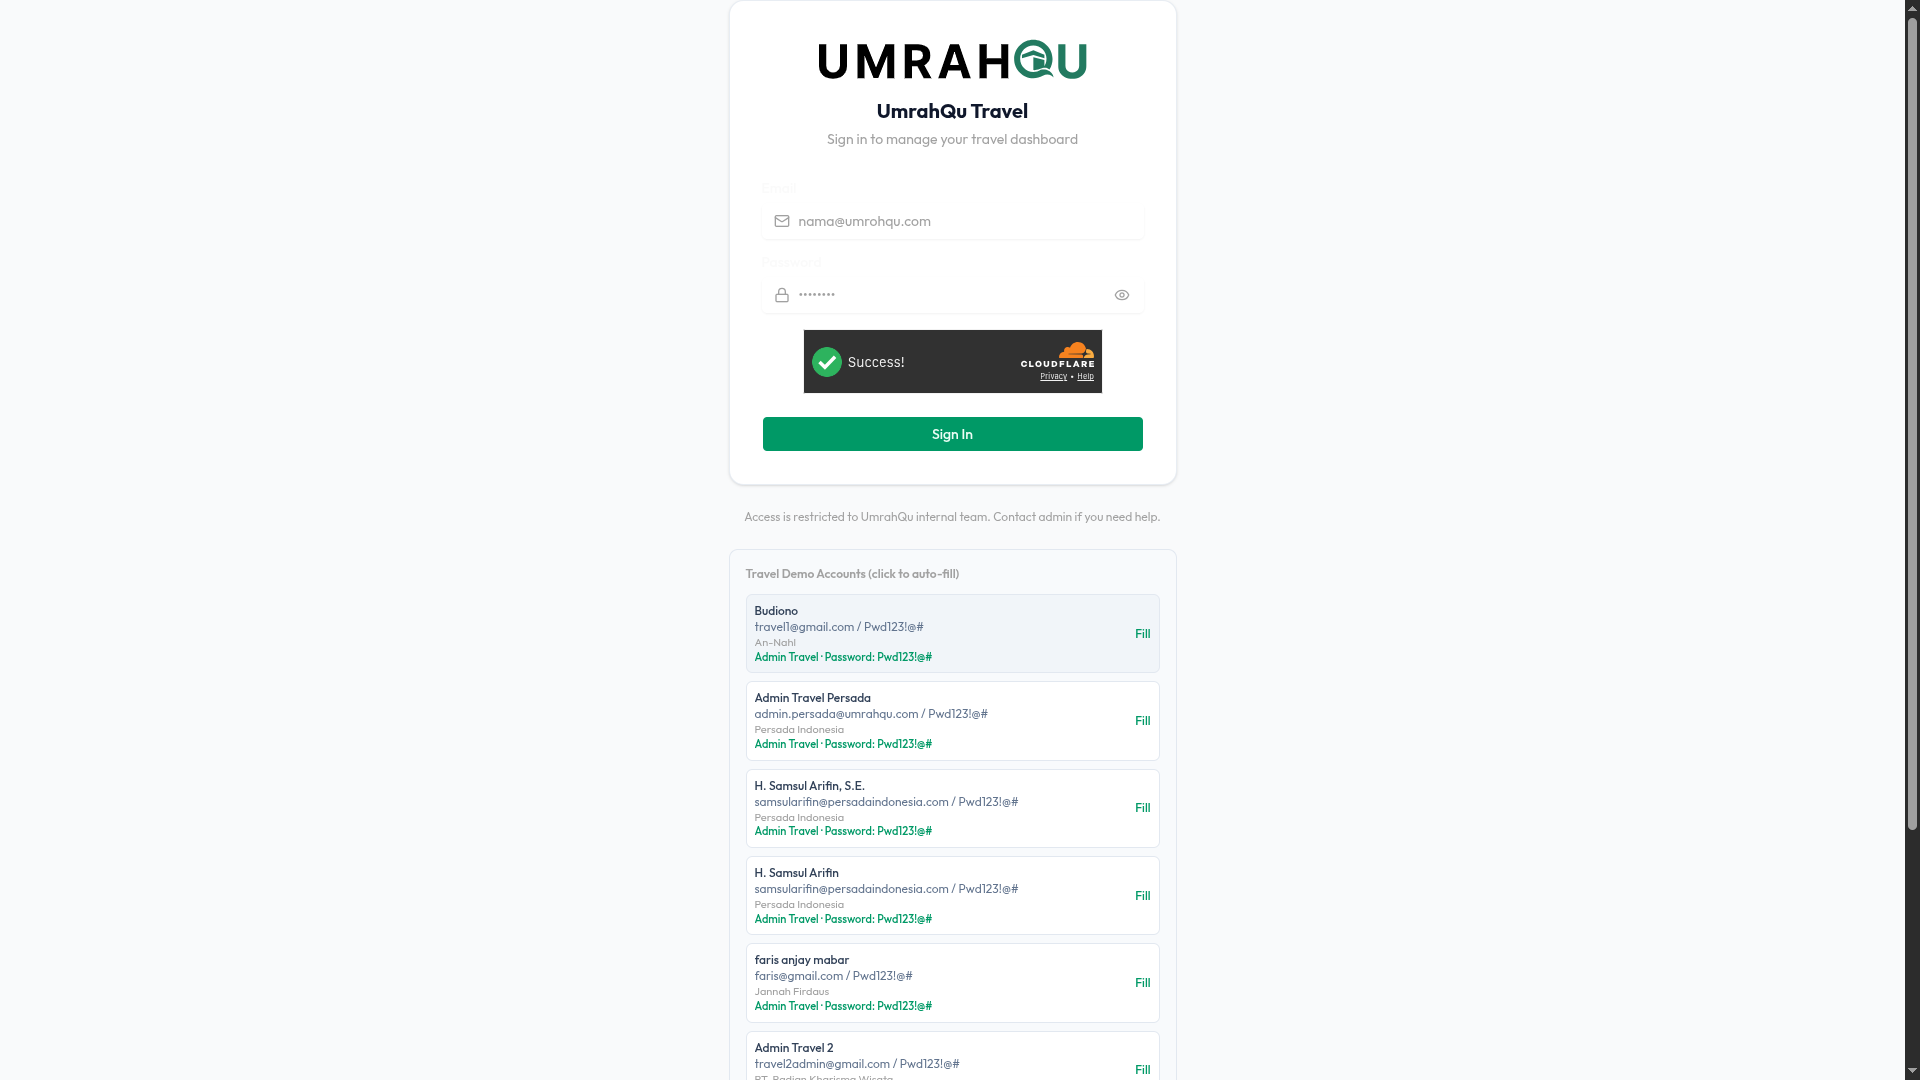 UMRAHQU
UmrahQu Travel
Sign in to manage your travel dashboard
Email
nama@umrohqu.com
Password
••••••••
Success!
CLOUDFLARE
Privacy • Help
Sign In
Access is restricted to UmrahQu internal team. Contact admin if you need help.
Travel Demo Accounts (click to auto-fill)
Budiono
travel1@gmail.com / Pwd123!@#
An-Nahl
Admin Travel · Password: Pwd123!@#
Fill
Admin Travel Persada
admin.persada@umrahqu.com / Pwd123!@#
Persada Indonesia
Admin Travel · Password: Pwd123!@#
Fill
H. Samsul Arifin, S.E.
samsularifin@persadaindonesia.com / Pwd123!@#
Persada Indonesia
Admin Travel · Password: Pwd123!@#
Fill
H. Samsul Arifin
samsularifin@persadaindonesia.com / Pwd123!@#
Persada Indonesia
Admin Travel · Password: Pwd123!@#
Fill
faris anjay mabar
faris@gmail.com / Pwd123!@#
Jannah Firdaus
Admin Travel · Password: Pwd123!@#
Fill
Admin Travel 2
travel2admin@gmail.com / Pwd123!@#
PT. Radian Kharisma Wisata
Fill